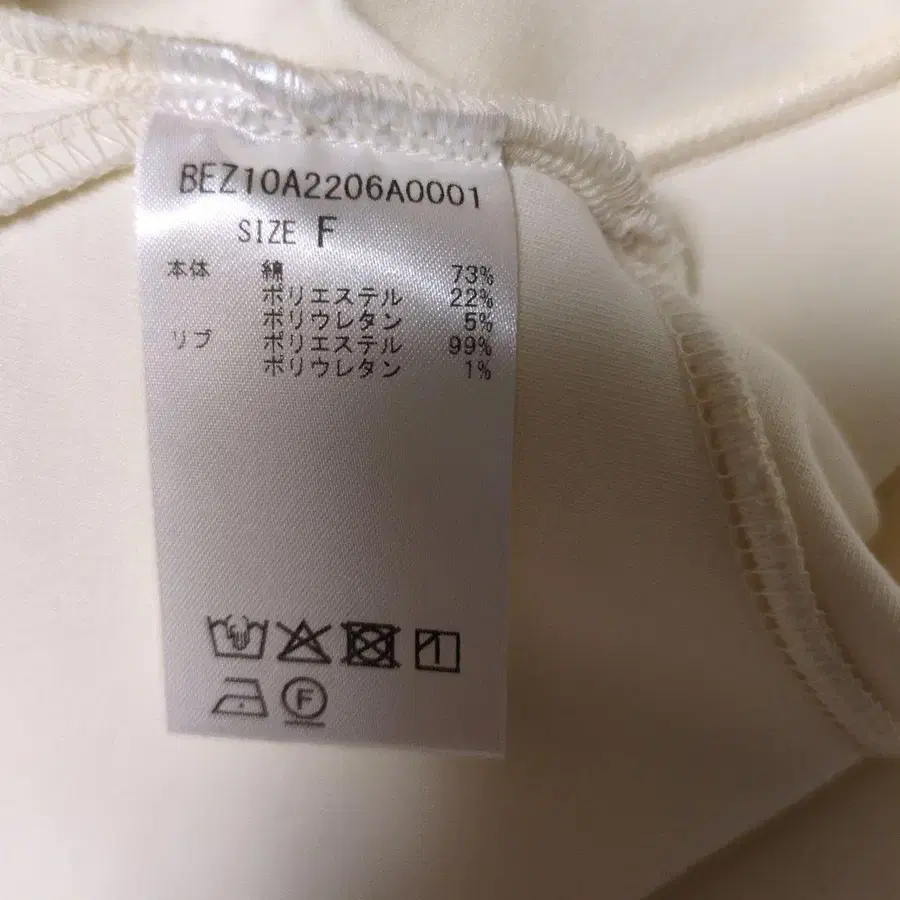 BEZ10A2206A0001
SIZE F
本体 綿 73%
ポリエステル 22%
ポリウレタン 5%
リブ ポリエステル 99%
ポリウレタン 1%
F